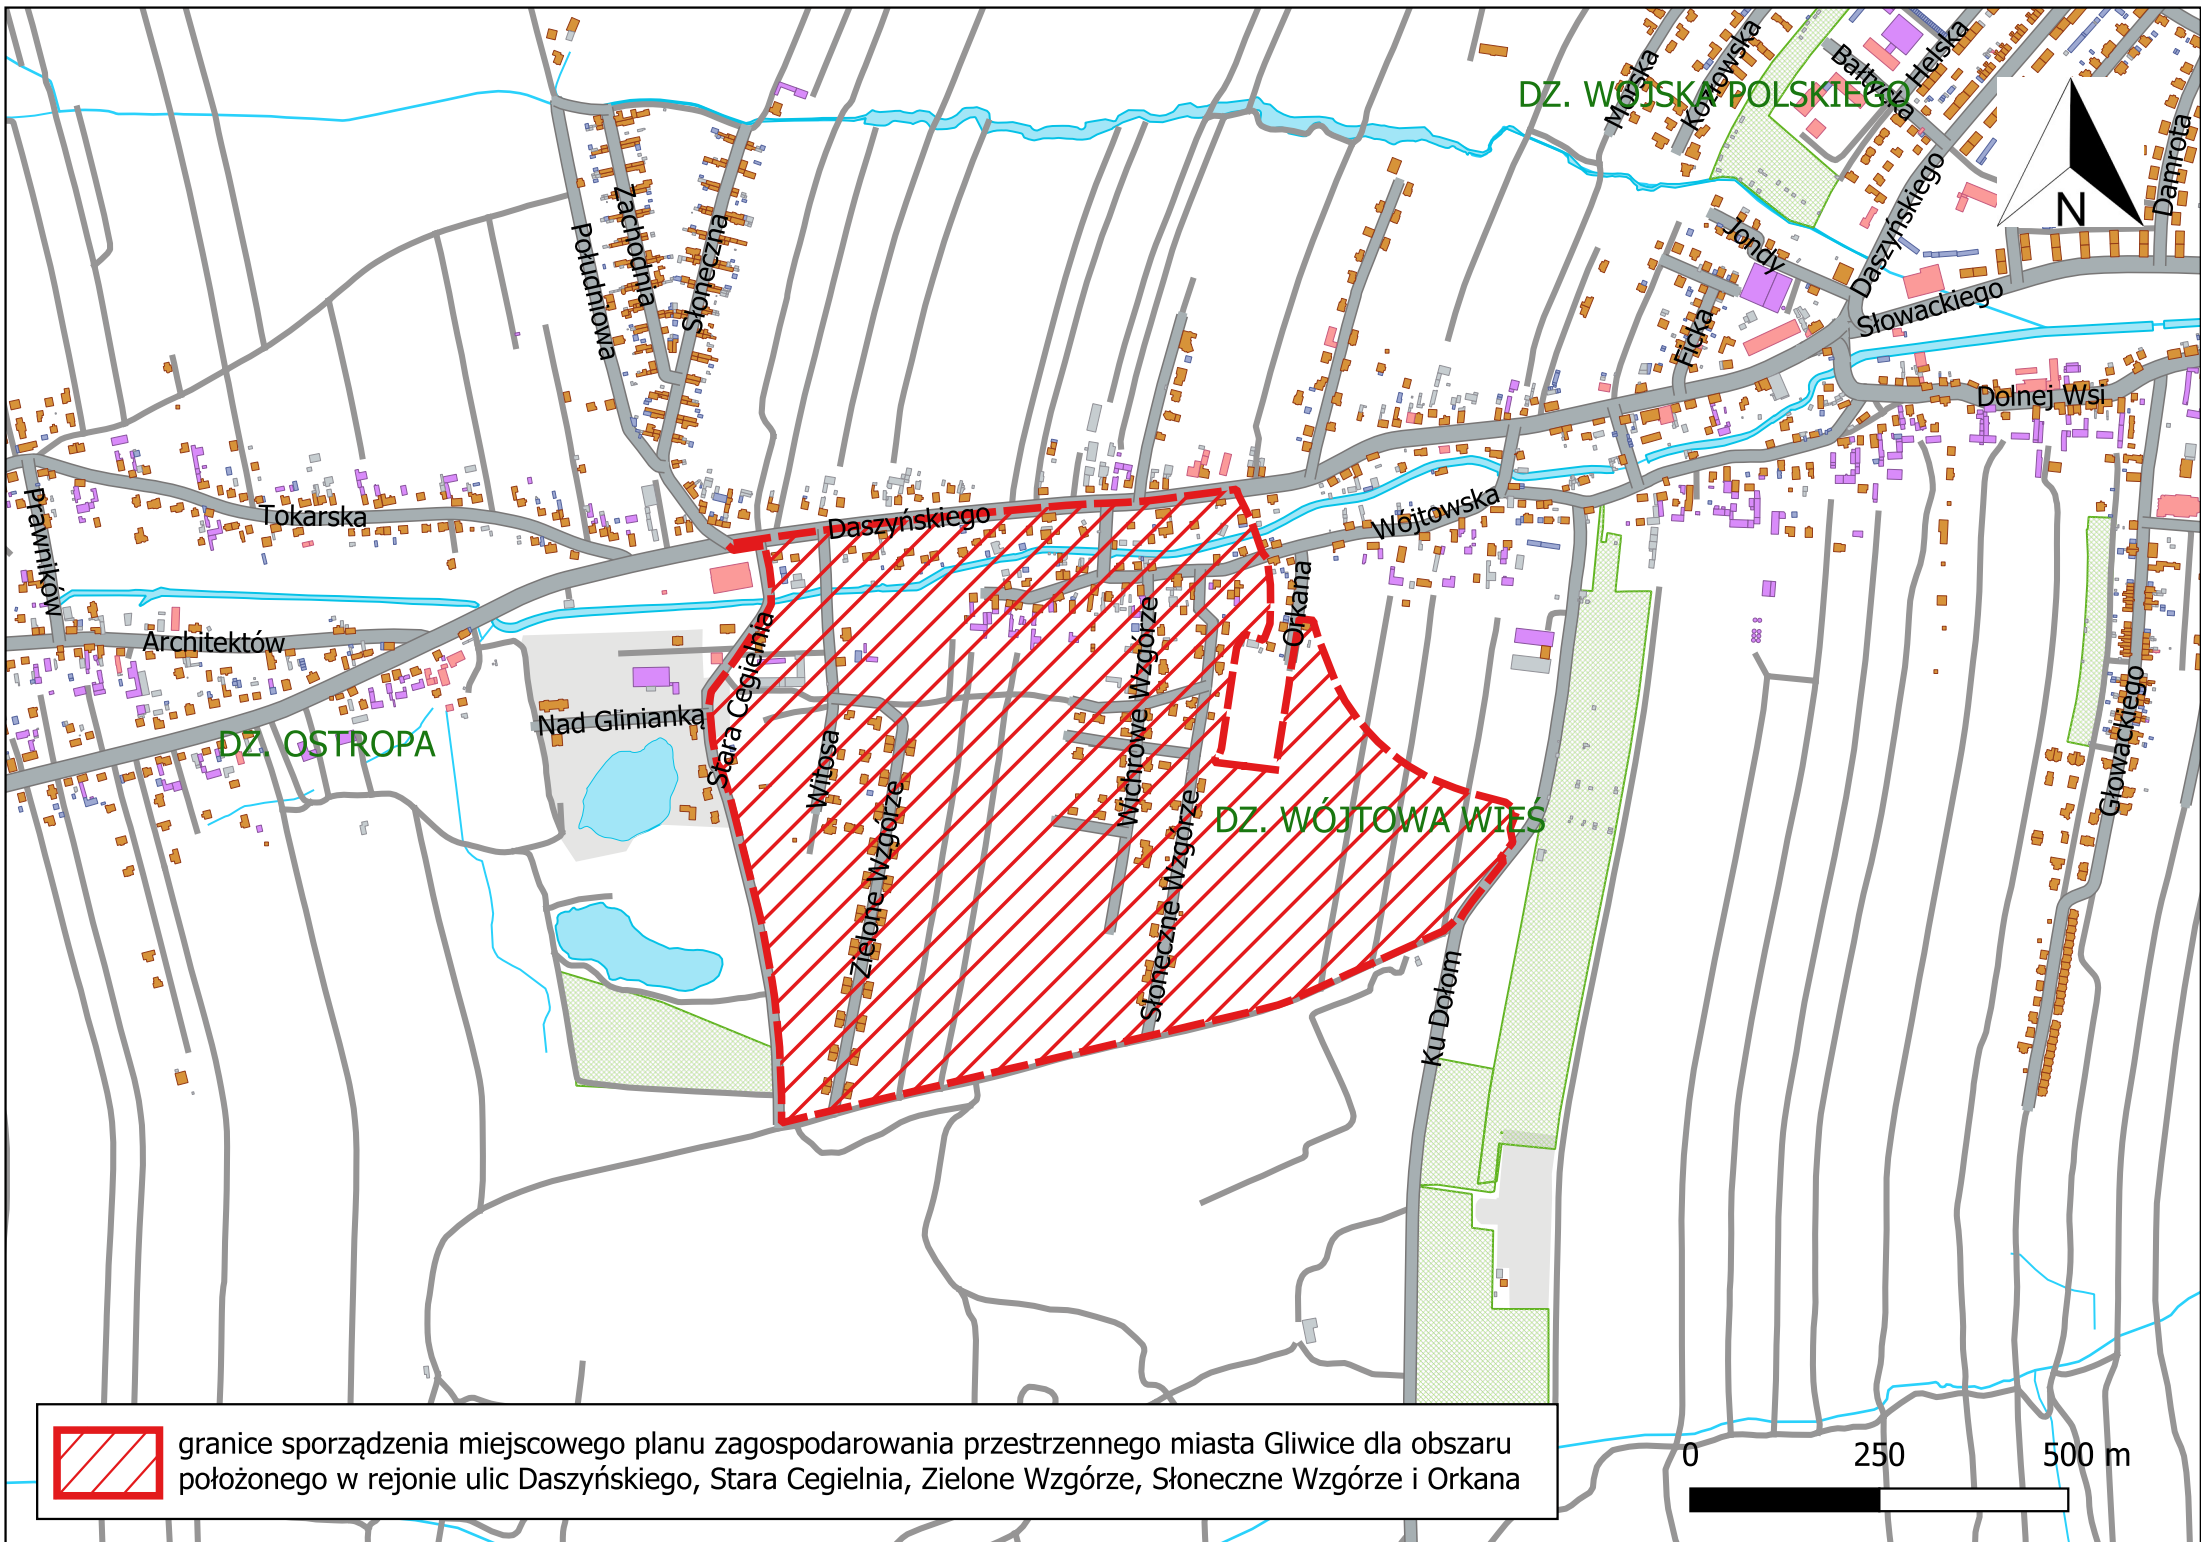 Morska
Kozłowska
Bałtycka
Helska
DZ. WOJSKA POLSKIEGO
Damrota
N
Zachodnia
Południowa
Słoneczna
Jondy
Daszyńskiego
Słowackiego
Ficka
Dolnej Wsi
Prawników
Tokarska
Daszyńskiego
Wójtowska
Orkana
Architektów
Stara Cegielnia
Nad Glinianką
DZ. OSTROPA
Witosa
Wichrowe Wzgórze
Zielone Wzgórze
Słoneczne Wzgórze
DZ. WÓJTOWA WIEŚ
Głowackiego
Ku Dołom
granice sporządzenia miejscowego planu zagospodarowania przestrzennego miasta Gliwice dla obszaru
położonego w rejonie ulic Daszyńskiego, Stara Cegielnia, Zielone Wzgórze, Słoneczne Wzgórze i Orkana
0 250 500 m